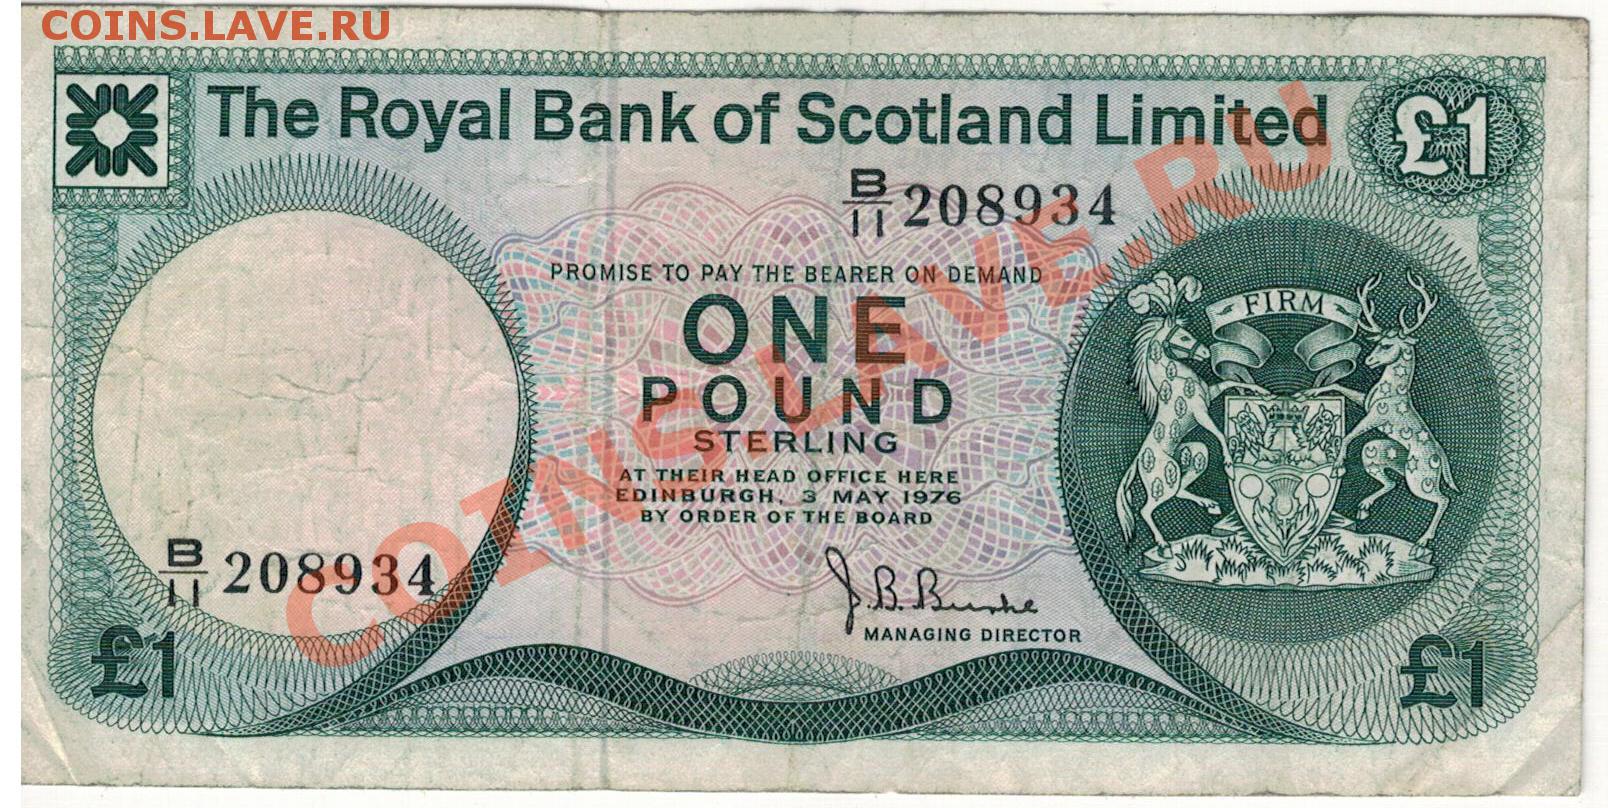 COINS.LAVE.RU
The Royal Bank of Scotland Limited
£1
B/11 208934
PROMISE TO PAY THE BEARER ON DEMAND
ONE
POUND
STERLING
AT THEIR HEAD OFFICE HERE
EDINBURGH, 3 MAY 1976
BY ORDER OF THE BOARD
FIRM
B/11 208934
J. B. Burke
MANAGING DIRECTOR
£1
£1
COINS.LAVE.RU